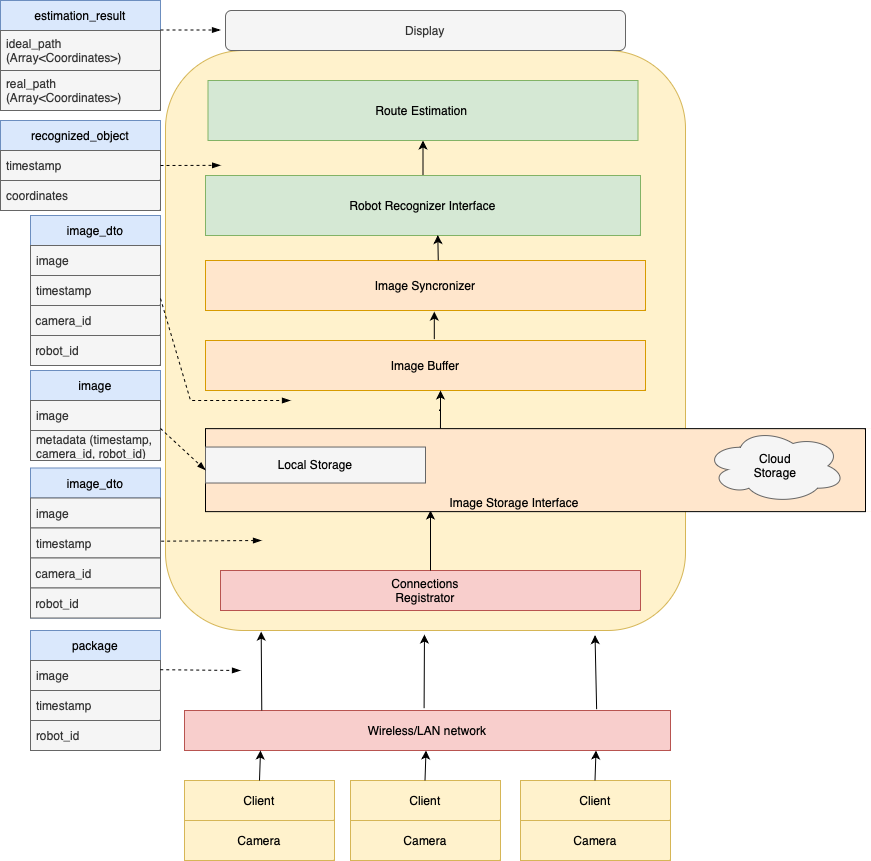 estimation_result
ideal_path
(Array<Coordinates>)
real_path
(Array<Coordinates>)
recognized_object
timestamp
coordinates
image_dto
image
timestamp
camera_id
robot_id
image
image
metadata (timestamp,
camera_id, robot_id)
image_dto
image
timestamp
camera_id
robot_id
package
image
timestamp
robot_id
Display
Route Estimation
Robot Recognizer Interface
Image Syncronizer
Image Buffer
Local Storage
Cloud
Storage
Image Storage Interface
Connections
Registrator
Wireless/LAN network
Client
Client
Client
Camera
Camera
Camera